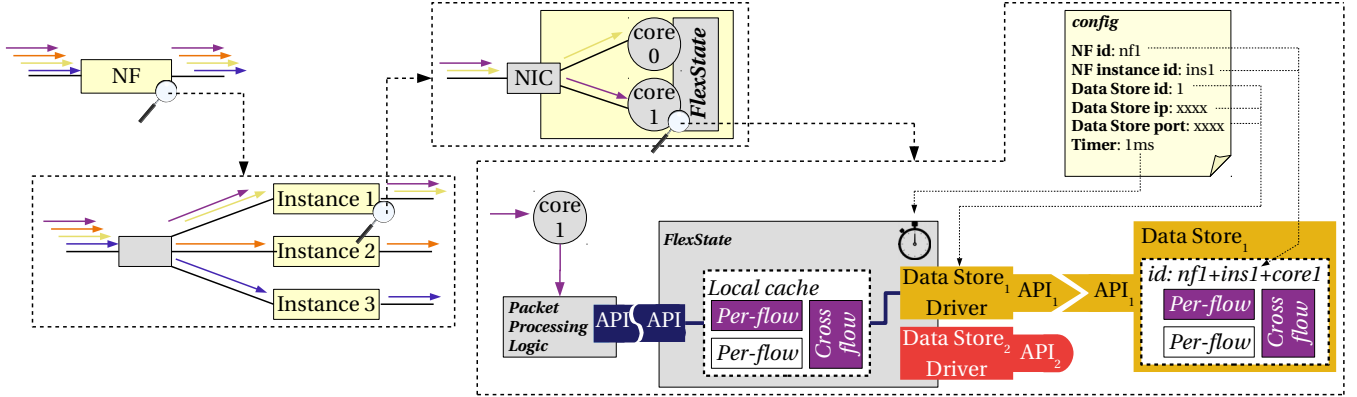 NF
Instance 1
Instance 2
Instance 3
NIC
core
0
core
1
FlexState
config
NF id: nf1
NF instance id: ins1
Data Store id: 1
Data Store ip: xxxx
Data Store port: xxxx
Timer: 1ms
core
1
Packet
Processing
Logic
API
API
FlexState
Local cache
Per-flow
Per-flow
Cross
flow
Data Store1
Driver
API1
API1
Data Store2
Driver
API2
Data Store1
id: nf1+ins1+core1
Per-flow
Per-flow
Cross
flow